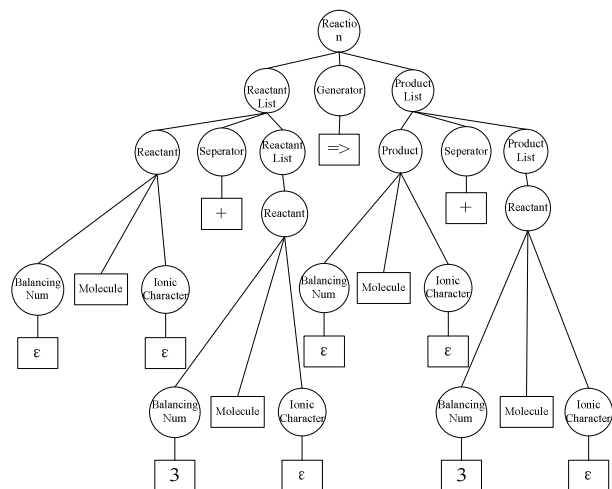 Reactio
n
Reactant
List
Generator
Product
List
Reactant
Seperator
Reactant
List
=>
Product
Seperator
Product
List
+
Reactant
+
Reactant
Balancing
Num
Molecule
Ionic
Character
Balancing
Num
Molecule
Ionic
Character
ε
ε
ε
ε
Balancing
Num
Molecule
Ionic
Character
Balancing
Num
Molecule
Ionic
Character
3
ε
3
ε